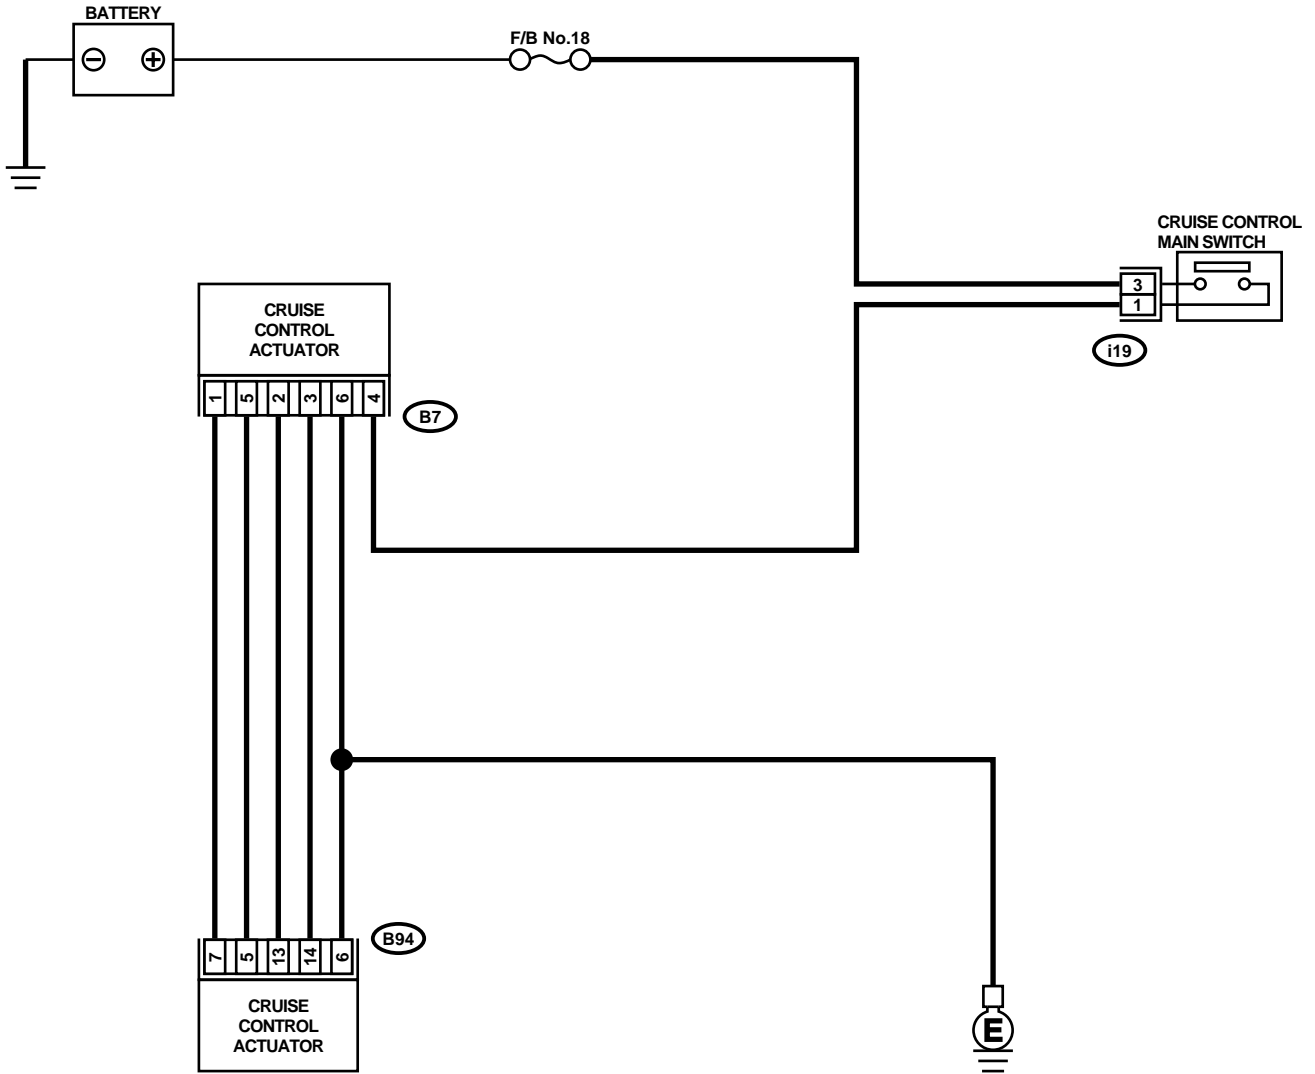 BATTERY
F/B No.18
CRUISE CONTROL
MAIN SWITCH
3
1
i19
CRUISE
CONTROL
ACTUATOR
1 5 2 3 6 4
B7
B94
7 5 13 14 6
CRUISE
CONTROL
ACTUATOR
E